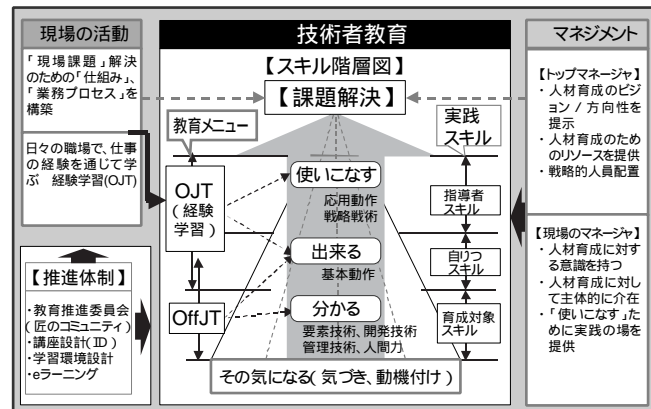 現場の活動
「現場課題」解決
のための「仕組み」、
「業務プロセス」を
構築
日々の職場で、仕事
の経験を通じて学
ぶ 経験学習(OJT)
【推進体制】
・教育推進委員会
(匠のコミュニティ)
・講座設計(ID)
・学習環境設計
・eラーニング
技術者教育
【スキル階層図】
【課題解決】
教育メニュー
実践
スキル
OJT
(経験
学習)
OffJT
使いこなす
応用動作
戦略戦術
出来る
基本動作
分かる
要素技術、開発技術
管理技術、人間力
指導者
スキル
自りつ
スキル
育成対象
スキル
その気になる(気づき、動機付け)
マネジメント
【トップマネージャ】
・人材育成のビジ
ョン/方向性を
提示
・人材育成のため
のリソースを提供
・戦略的人員配置
【現場のマネージャ】
・人材育成に対す
る意識を持つ
・人材育成に対し
て主体的に介在
・「使いこなす」た
めに実践の場を
提供